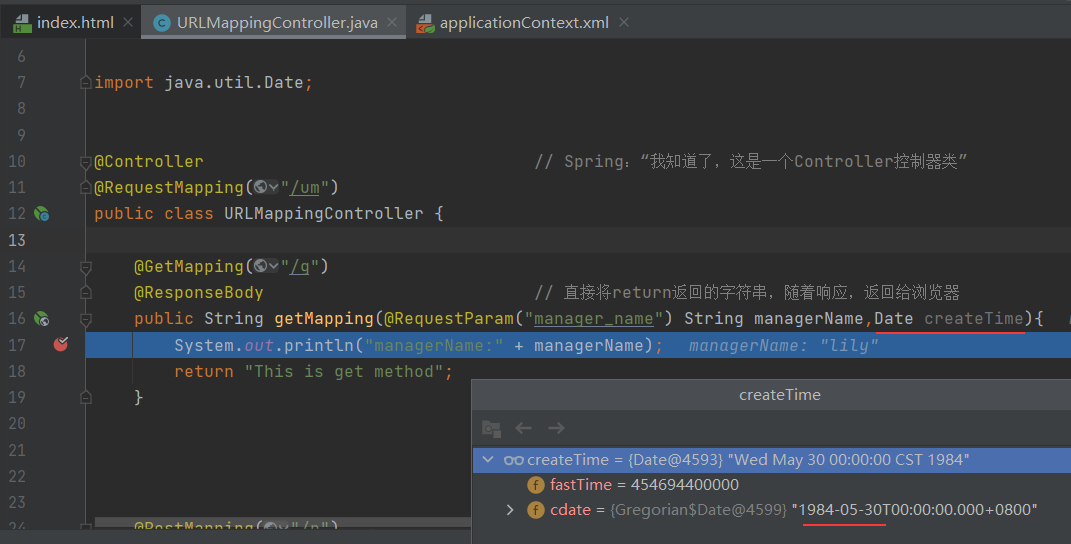 index.html
URLMappingController.java
applicationContext.xml
6
7 import java.util.Date;
8
9
10 @Controller // Spring：“我知道了，这是一个Controller控制器类”
11 @RequestMapping("/um")
12 public class URLMappingController {
13
14 @GetMapping("/g")
15 @ResponseBody // 直接将return返回的字符串，随着响应，返回给浏览器
16 public String getMapping(@RequestParam("manager_name") String managerName,Date createTime){
17 System.out.println("managerName:" + managerName); managerName: "lily"
18 return "This is get method";
19 }
20
21
22
23
24 @PostMapping("/p")
createTime
createTime = {Date@4593} "Wed May 30 00:00:00 CST 1984"
fastTime = 454694400000
cdate = {Gregorian$Date@4599} "1984-05-30T00:00:00.000+0800"